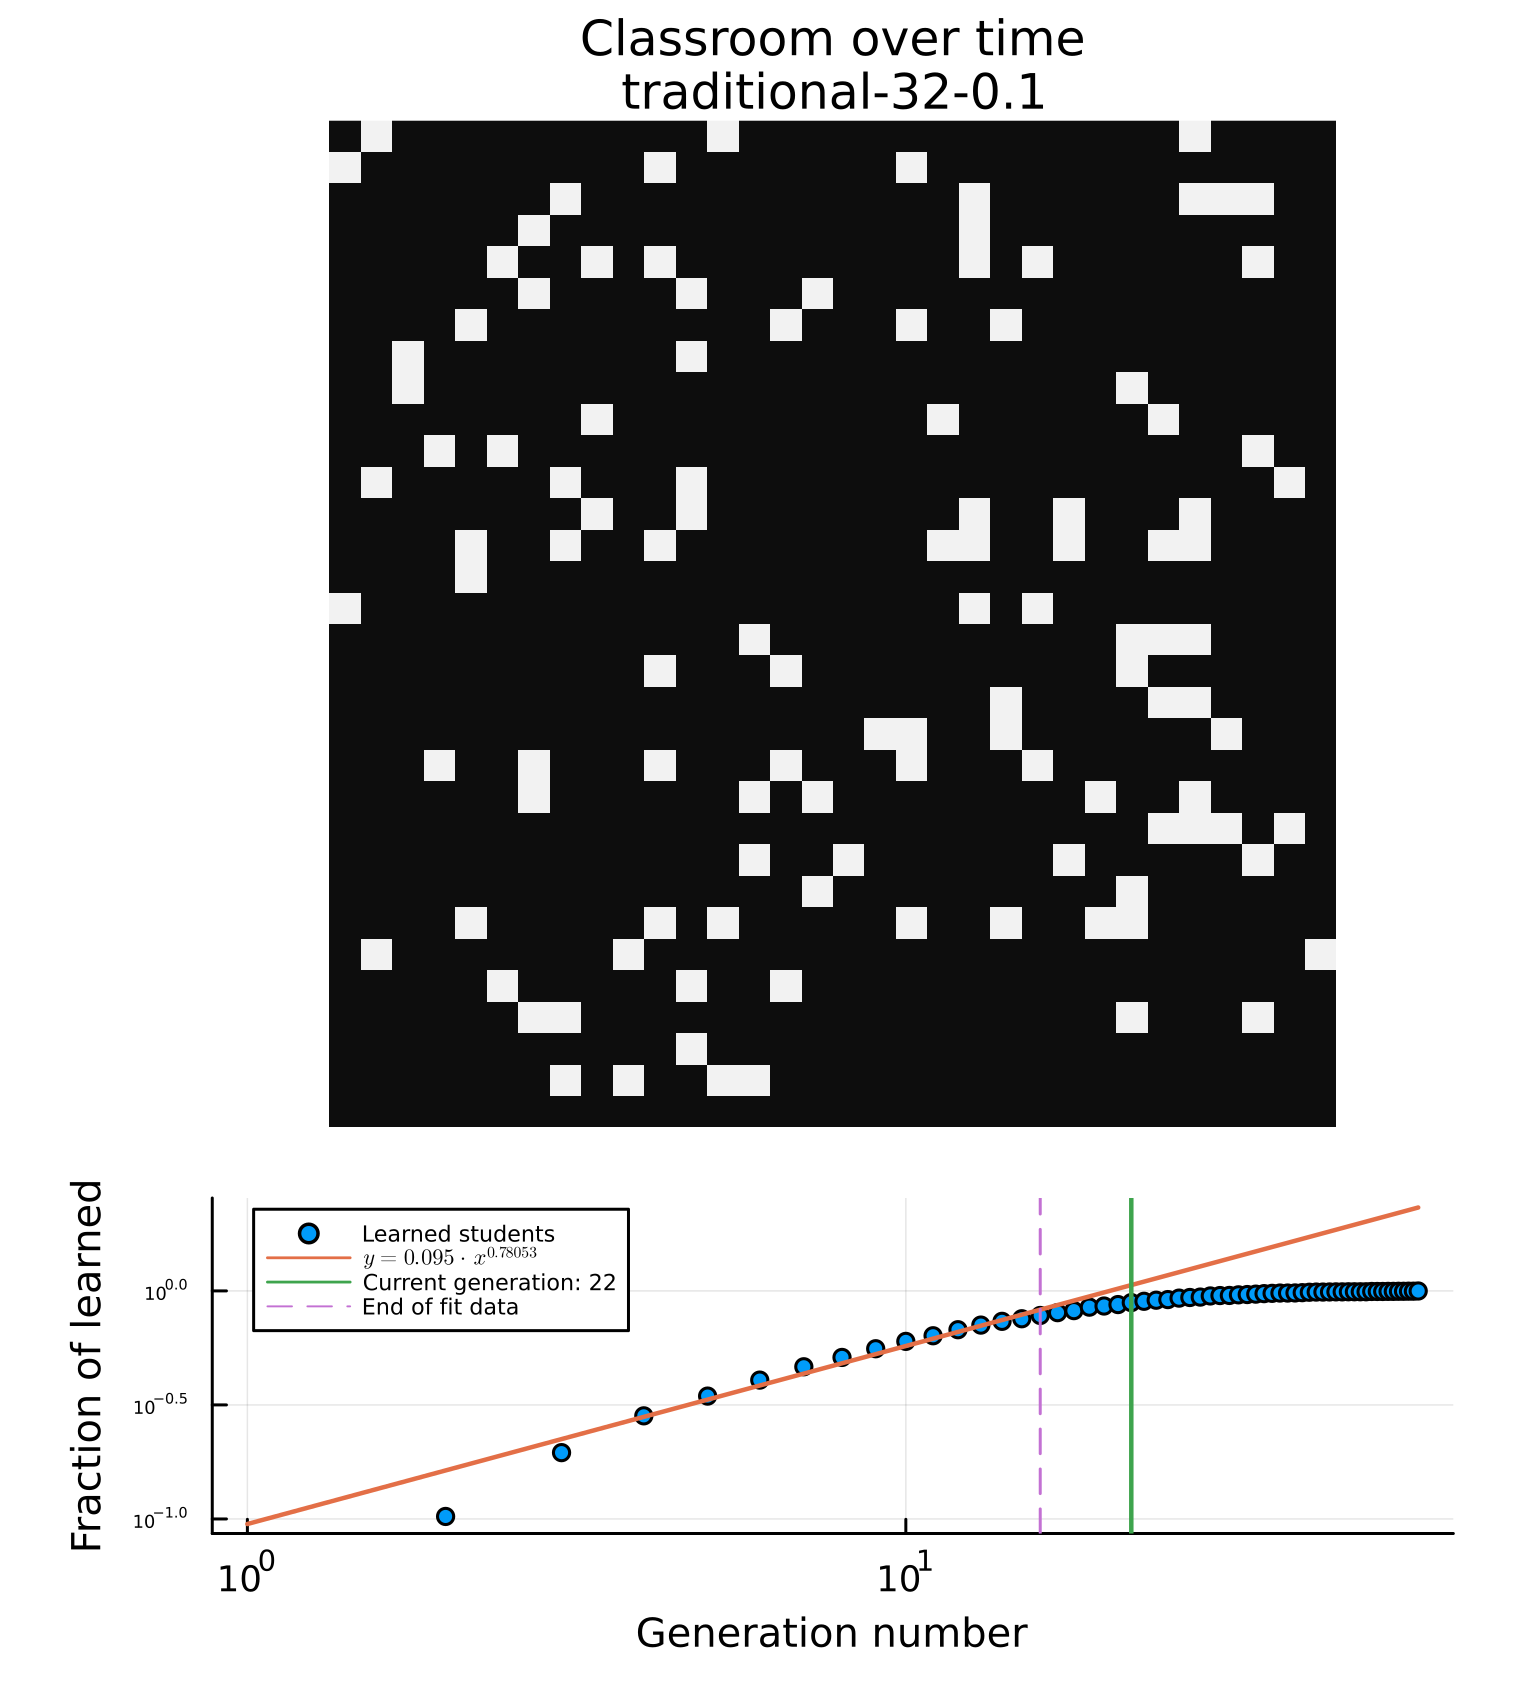 Classroom over time
traditional-32-0.1
Fraction of learned
Learned students
y = 0.095 · x^0.78053
Current generation: 22
End of fit data
10^0.0
10^−0.5
10^−1.0
10^0
10^1
Generation number